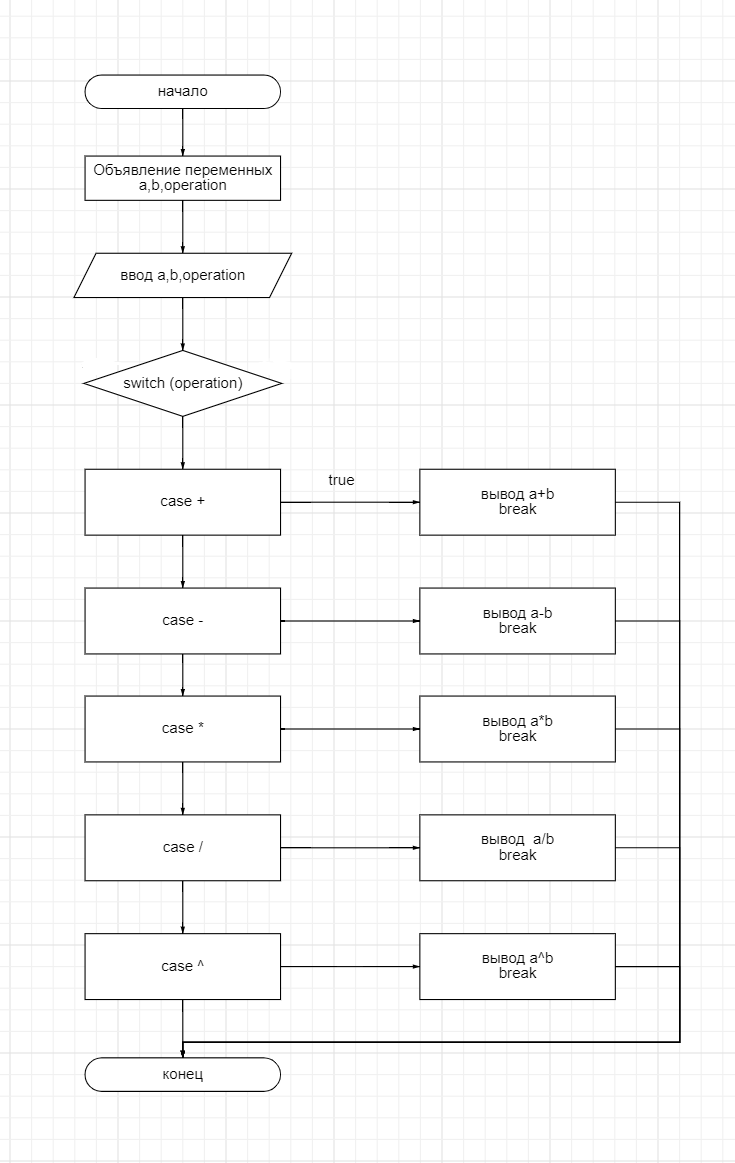 начало
Объявление переменных
a,b,operation
ввод a,b,operation
switch (operation)
case +
true
вывод a+b
break
case -
вывод a-b
break
case *
вывод a*b
break
case /
вывод a/b
break
case ^
вывод a^b
break
конец